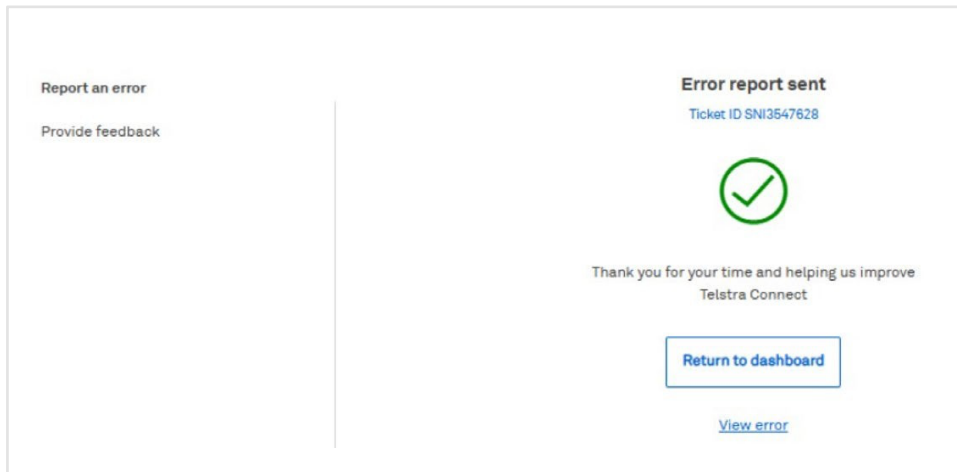 Report an error
Provide feedback
Error report sent
Ticket ID SNI3547628
Thank you for your time and helping us improve
Telstra Connect
Return to dashboard
View error